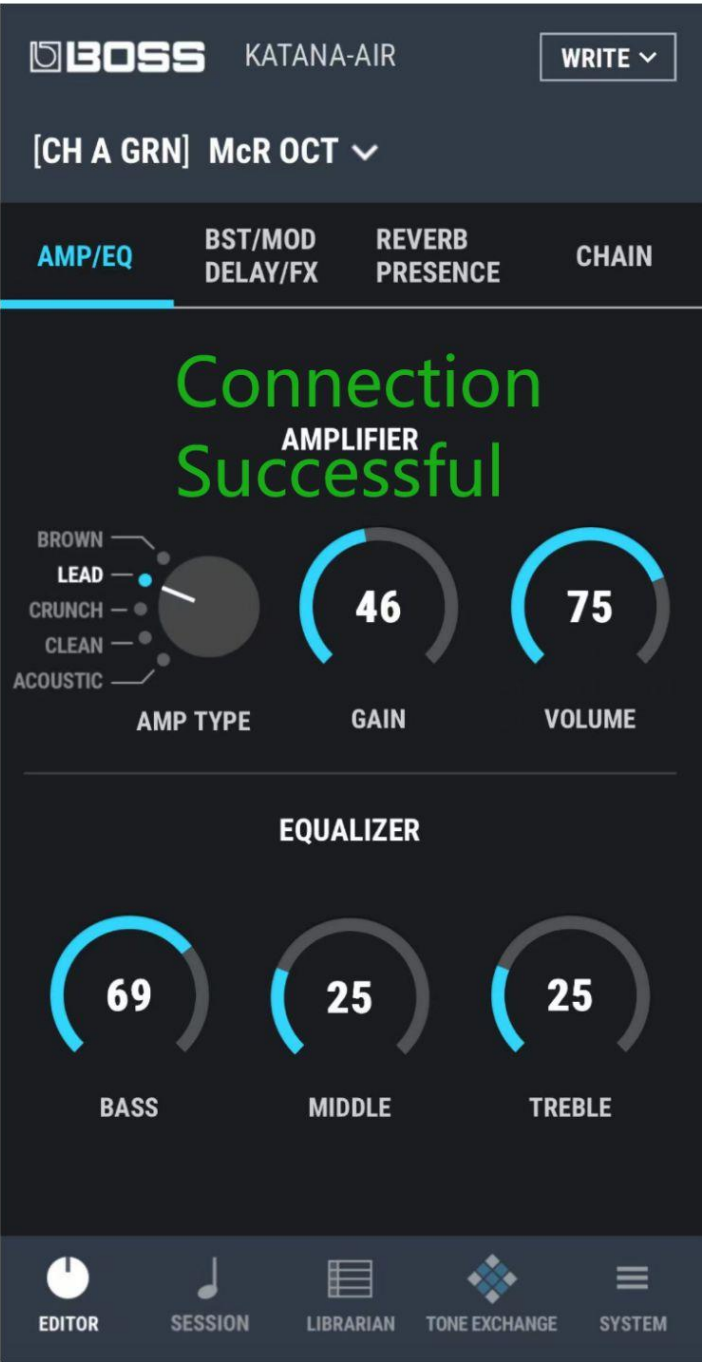 BOSS KATANA-AIR WRITE
[CH A GRN] McR OCT
AMP/EQ
BST/MOD
DELAY/FX
REVERB
PRESENCE
CHAIN
Connection
AMPLIFIER
Successful
BROWN
LEAD
CRUNCH
CLEAN
ACOUSTIC
AMP TYPE
46
GAIN
75
VOLUME
EQUALIZER
69
BASS
25
MIDDLE
25
TREBLE
EDITOR SESSION LIBRARIAN TONE EXCHANGE SYSTEM